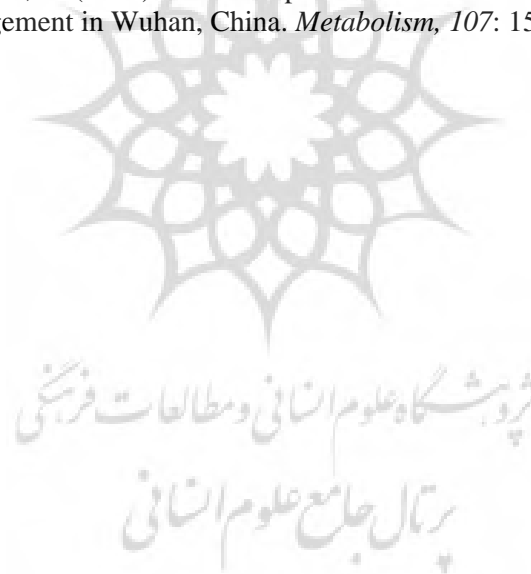 gement in Wuhan, China. Metabolism, 107: 15
پژوهشگاه علوم انسانی و مطالعات فرهنگی
پرتال جامع علوم انسانی